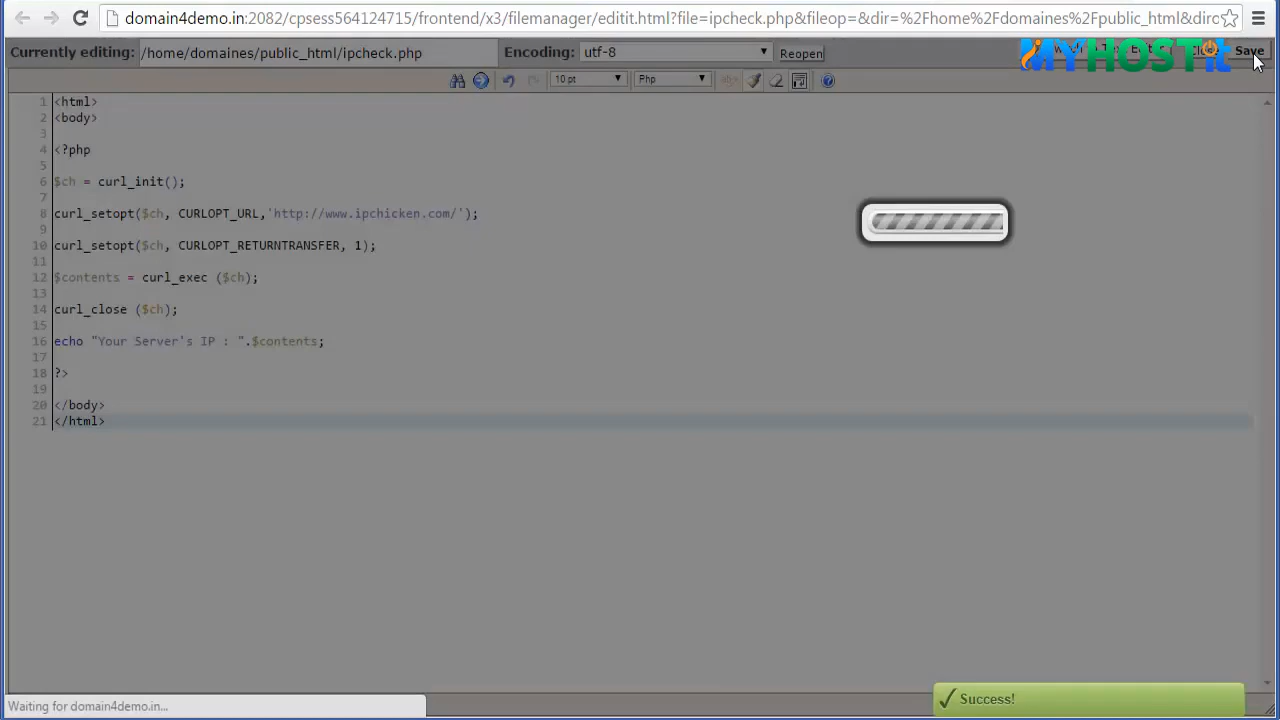 domain4demo.in:2082/cpsess564124715/frontend/x3/filemanager/editit.html?file=ipcheck.php&fileop=&dir=%2Fhome%2Fdomaines%2Fpublic_html&diro
Currently editing: /home/domaines/public_html/ipcheck.php Encoding: utf-8 Reopen Save
MYHOSTit
10 pt Php
1 <html>
2 <body>
3
4 <?php
5
6 $ch = curl_init();
7
8 curl_setopt($ch, CURLOPT_URL,'http://www.ipchicken.com/');
9
10 curl_setopt($ch, CURLOPT_RETURNTRANSFER, 1);
11
12 $contents = curl_exec ($ch);
13
14 curl_close ($ch);
15
16 echo "Your Server's IP : ".$contents;
17
18 ?>
19
20 </body>
21 </html>
Success!
Waiting for domain4demo.in...